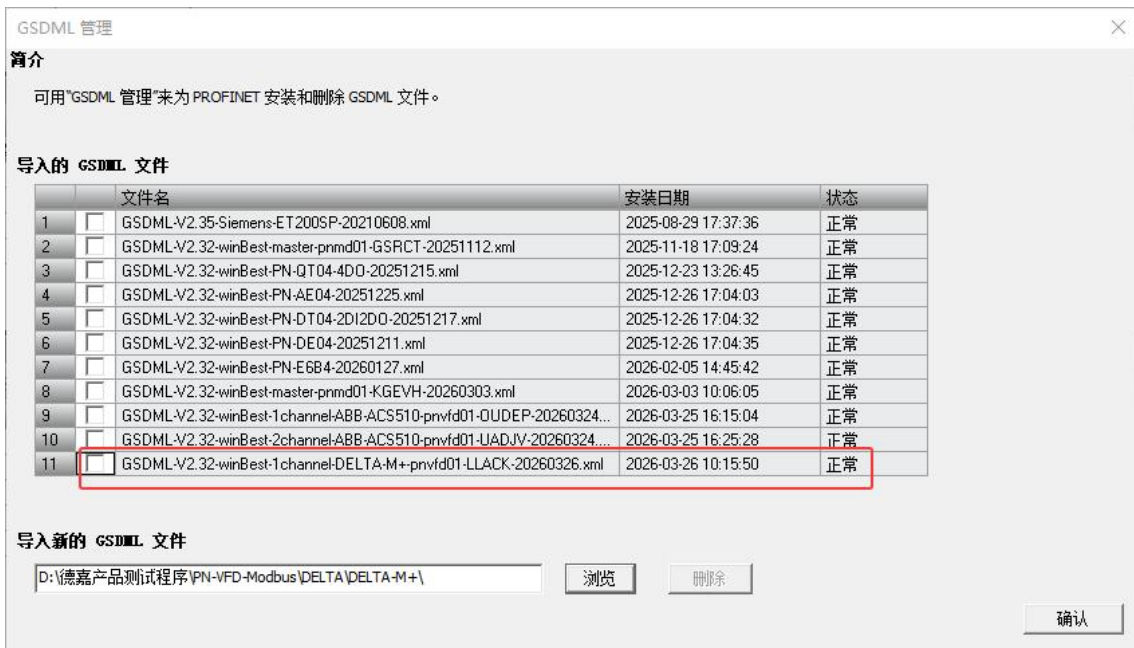 GSDML 管理
简介
可用"GSDML 管理"来为 PROFINET 安装和删除 GSDML 文件。
导入的 GSDML 文件
文件名 安装日期 状态
1 GSDML-V2.35-Siemens-ET200SP-20210608.xml 2025-08-29 17:37:36 正常
2 GSDML-V2.32-winBest-master-pnmd01-GSRCT-20251112.xml 2025-11-18 17:09:24 正常
3 GSDML-V2.32-winBest-PN-QT04-4DO-20251215.xml 2025-12-23 13:26:45 正常
4 GSDML-V2.32-winBest-PN-AE04-20251225.xml 2025-12-26 17:04:03 正常
5 GSDML-V2.32-winBest-PN-DT04-2DI2DO-20251217.xml 2025-12-26 17:04:32 正常
6 GSDML-V2.32-winBest-PN-DE04-20251211.xml 2025-12-26 17:04:35 正常
7 GSDML-V2.32-winBest-PN-E6B4-20260127.xml 2026-02-05 14:45:42 正常
8 GSDML-V2.32-winBest-master-pnmd01-KGEVH-20260303.xml 2026-03-03 10:06:05 正常
9 GSDML-V2.32-winBest-1channel-ABB-ACS510-pnvfd01-OUDEP-20260324... 2026-03-25 16:15:04 正常
10 GSDML-V2.32-winBest-2channel-ABB-ACS510-pnvfd01-UADJV-20260324.... 2026-03-25 16:25:28 正常
11 GSDML-V2.32-winBest-1channel-DELTA-M+-pnvfd01-LLACK-20260326.xml 2026-03-26 10:15:50 正常
导入新的 GSDML 文件
D:\德嘉产品测试程序\PN-VFD-Modbus\DELTA\DELTA-M+\ 浏览 删除
确认